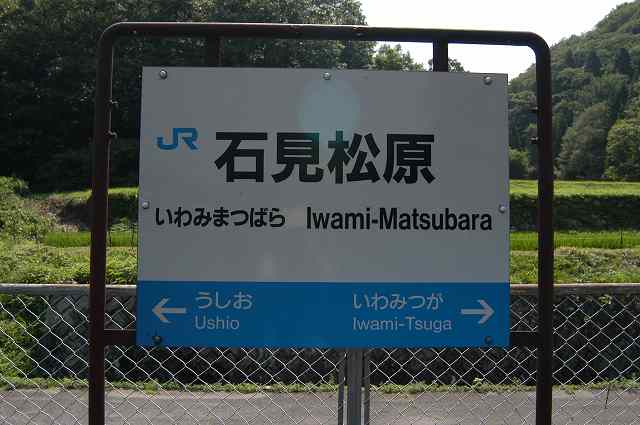 JR 石見松原
いわみまつばら Iwami-Matsubara
← うしお いわみつが →
Ushio Iwami-Tsuga